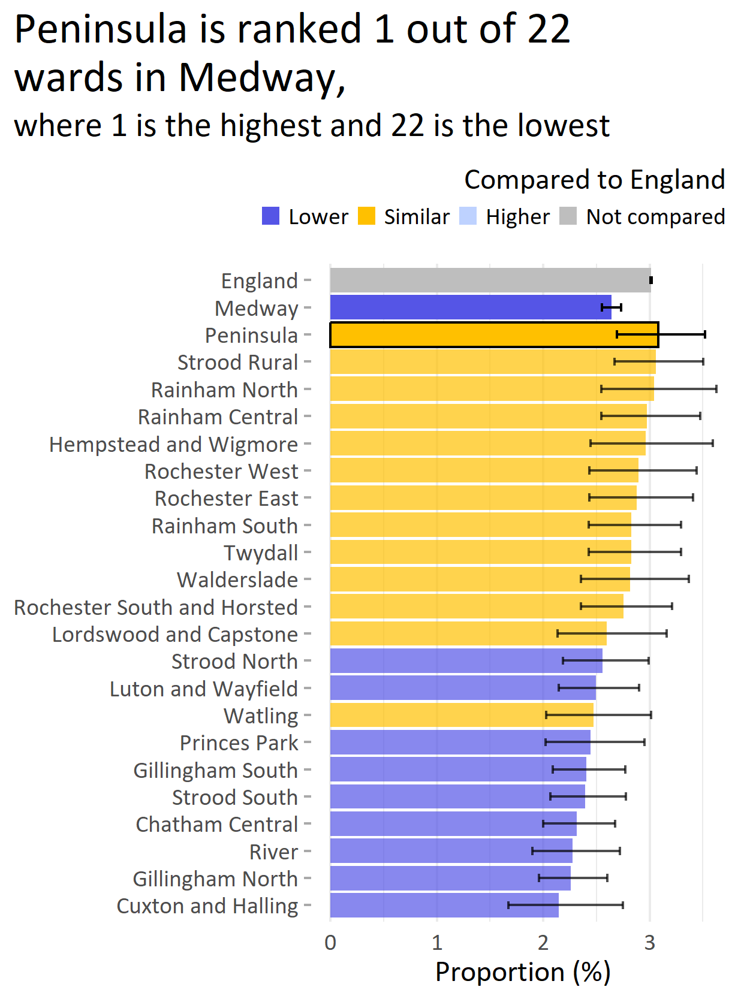 Peninsula is ranked 1 out of 22
wards in Medway,
where 1 is the highest and 22 is the lowest
Compared to England
Lower Similar Higher Not compared
England
Medway
Peninsula
Strood Rural
Rainham North
Rainham Central
Hempstead and Wigmore
Rochester West
Rochester East
Rainham South
Twydall
Walderslade
Rochester South and Horsted
Lordswood and Capstone
Strood North
Luton and Wayfield
Watling
Princes Park
Gillingham South
Strood South
Chatham Central
River
Gillingham North
Cuxton and Halling
0 1 2 3
Proportion (%)